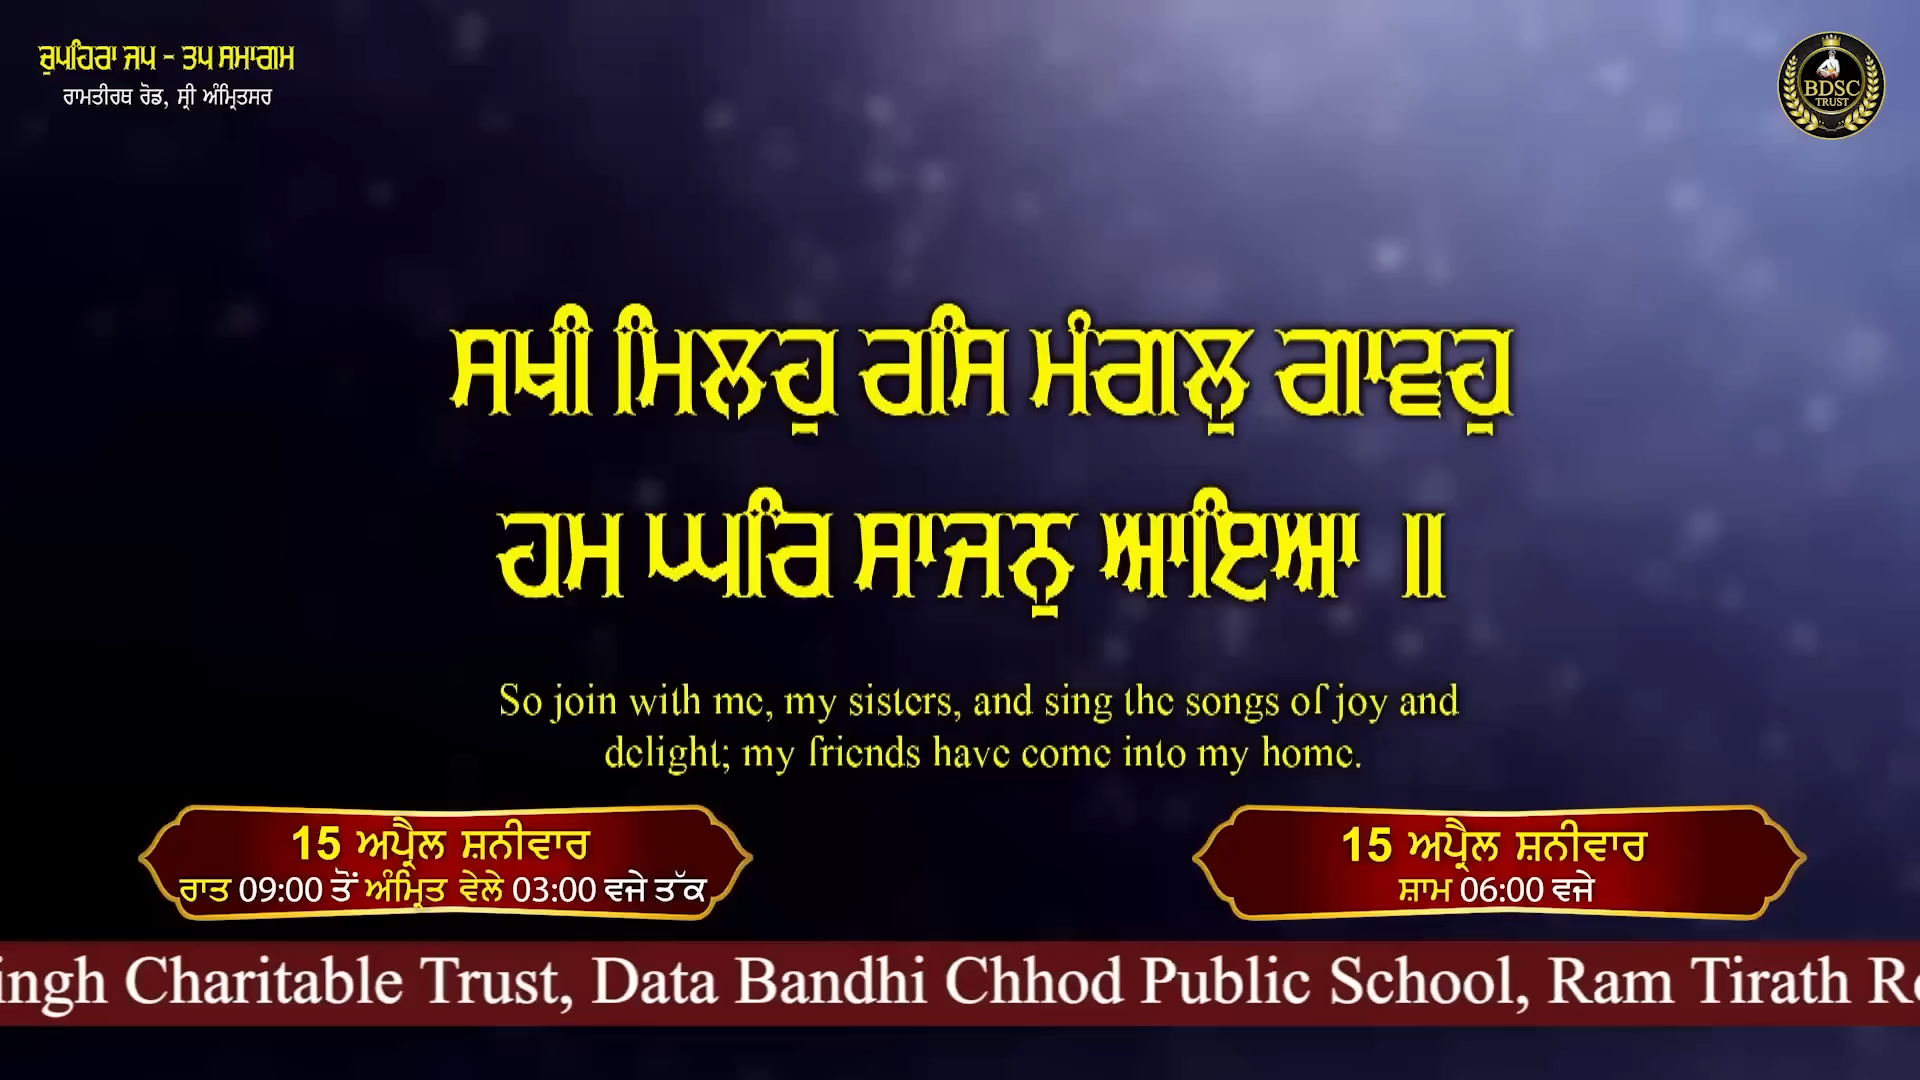 ਚੁਪਹਿਰਾ ਜਪ - ਤਪ ਸਮਾਗਮ
ਰਾਮਤੀਰਥ ਰੋਡ, ਸ੍ਰੀ ਅੰਮ੍ਰਿਤਸਰ
BDSC
TRUST
ਸਖੀ ਮਿਲਹੁ ਰਸਿ ਮੰਗਲੁ ਗਾਵਹੁ
ਹਮ ਘਰਿ ਸਾਜਨੁ ਆਇਆ ॥
So join with me, my sisters, and sing the songs of joy and
delight; my friends have come into my home.
15 ਅਪ੍ਰੈਲ ਸ਼ਨੀਵਾਰ
ਰਾਤ 09:00 ਤੋਂ ਅੰਮ੍ਰਿਤ ਵੇਲੇ 03:00 ਵਜੇ ਤੱਕ
15 ਅਪ੍ਰੈਲ ਸ਼ਨੀਵਾਰ
ਸ਼ਾਮ 06:00 ਵਜੇ
ingh Charitable Trust, Data Bandhi Chhod Public School, Ram Tirath R